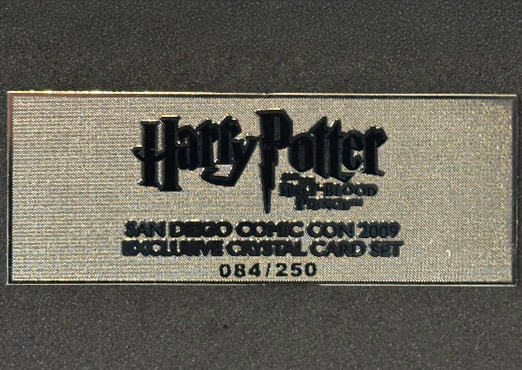 Harry Potter
AND THE
HALF-BLOOD
PRINCE
SAN DIEGO COMIC CON 2009
EXCLUSIVE CRYSTAL CARD SET
084/250